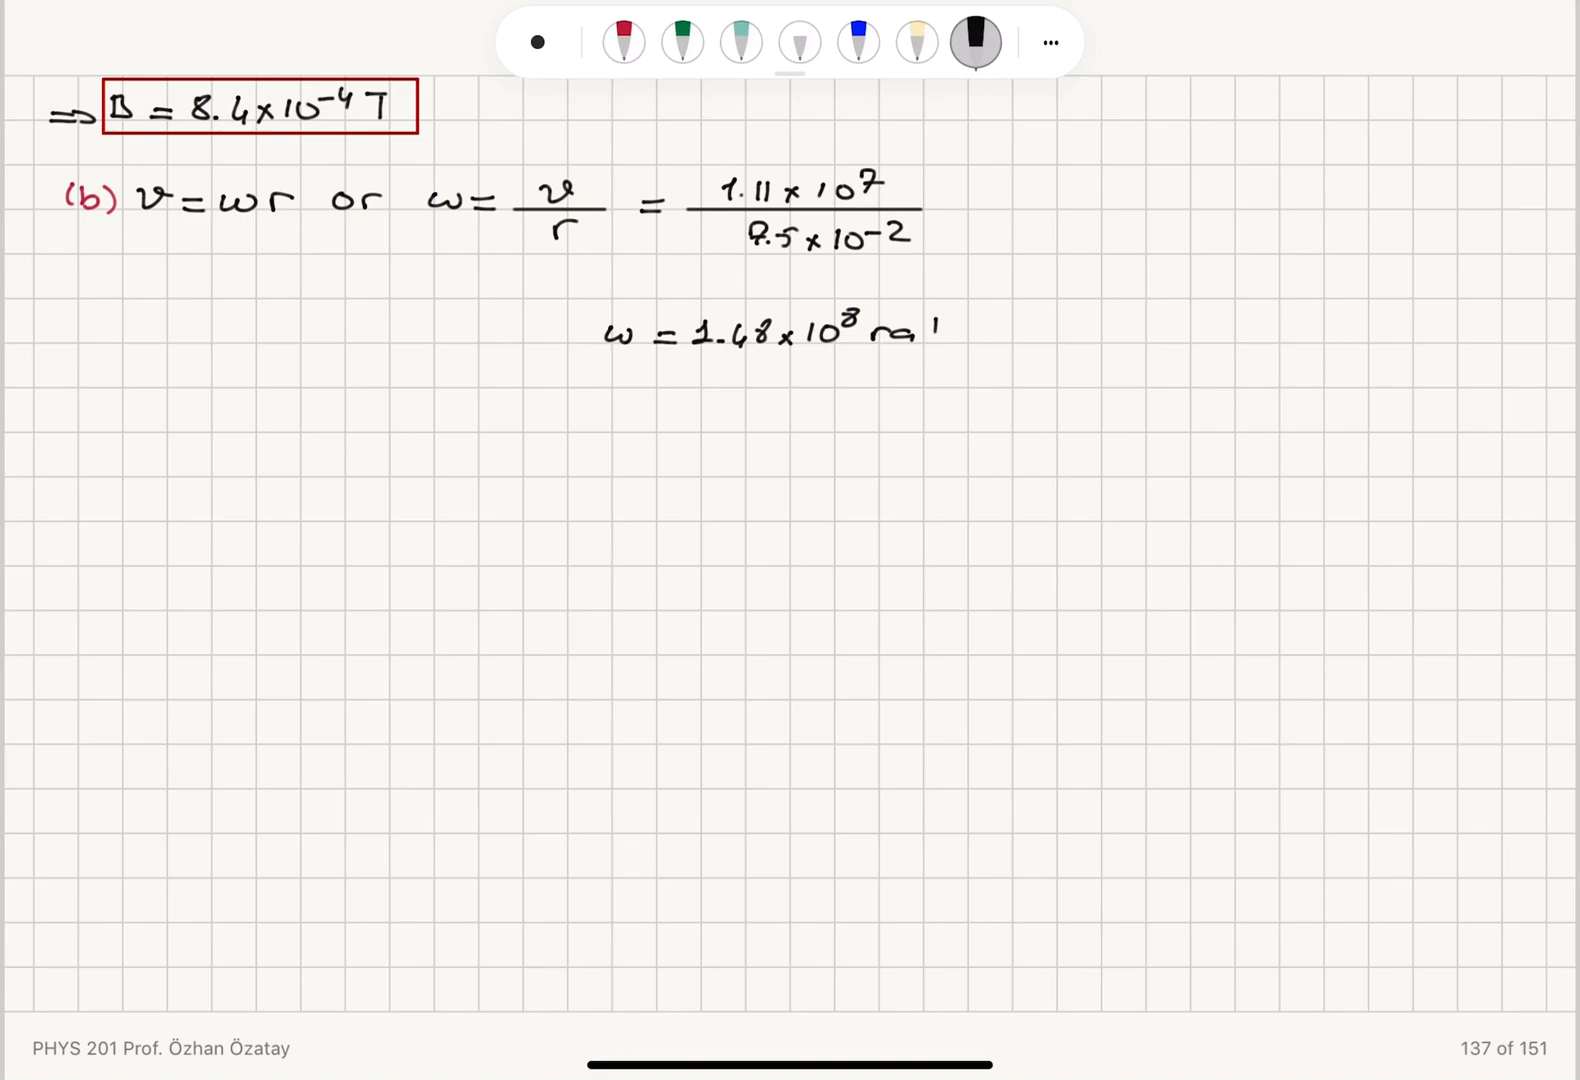 ⇒ B = 8.4×10⁻⁴ T
(b) v = ωr or ω = v/r = 1.11×10⁷ / 7.5×10⁻²
ω = 1.48×10⁸ ra
PHYS 201 Prof. Özhan Özatay
137 of 151